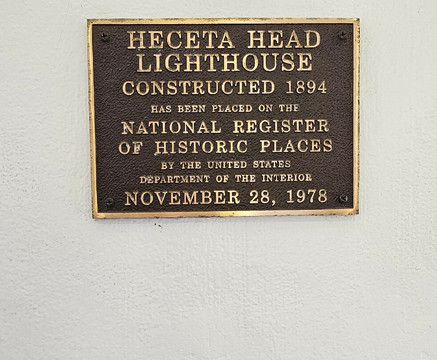 HECETA HEAD
LIGHTHOUSE
CONSTRUCTED 1894
HAS BEEN PLACED ON THE
NATIONAL REGISTER
OF HISTORIC PLACES
BY THE UNITED STATES
DEPARTMENT OF THE INTERIOR
NOVEMBER 28, 1978